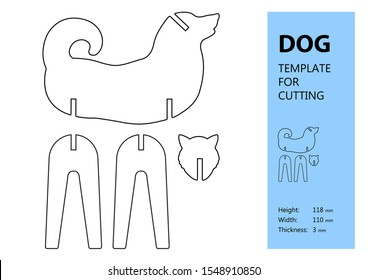 DOG
TEMPLATE
FOR
CUTTING
Height: 118 mm
Width: 110 mm
Thickness: 3 mm
shutterstock.com · 1548910850